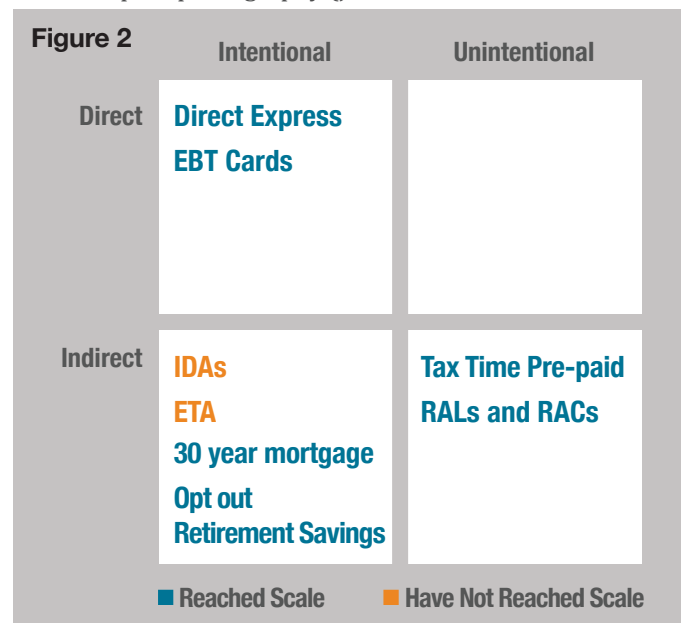 Figure 2
Intentional
Unintentional
Direct
Direct Express
EBT Cards
Indirect
IDAs
ETA
30 year mortgage
Opt out
Retirement Savings
Tax Time Pre-paid
RALs and RACs
Reached Scale
Have Not Reached Scale